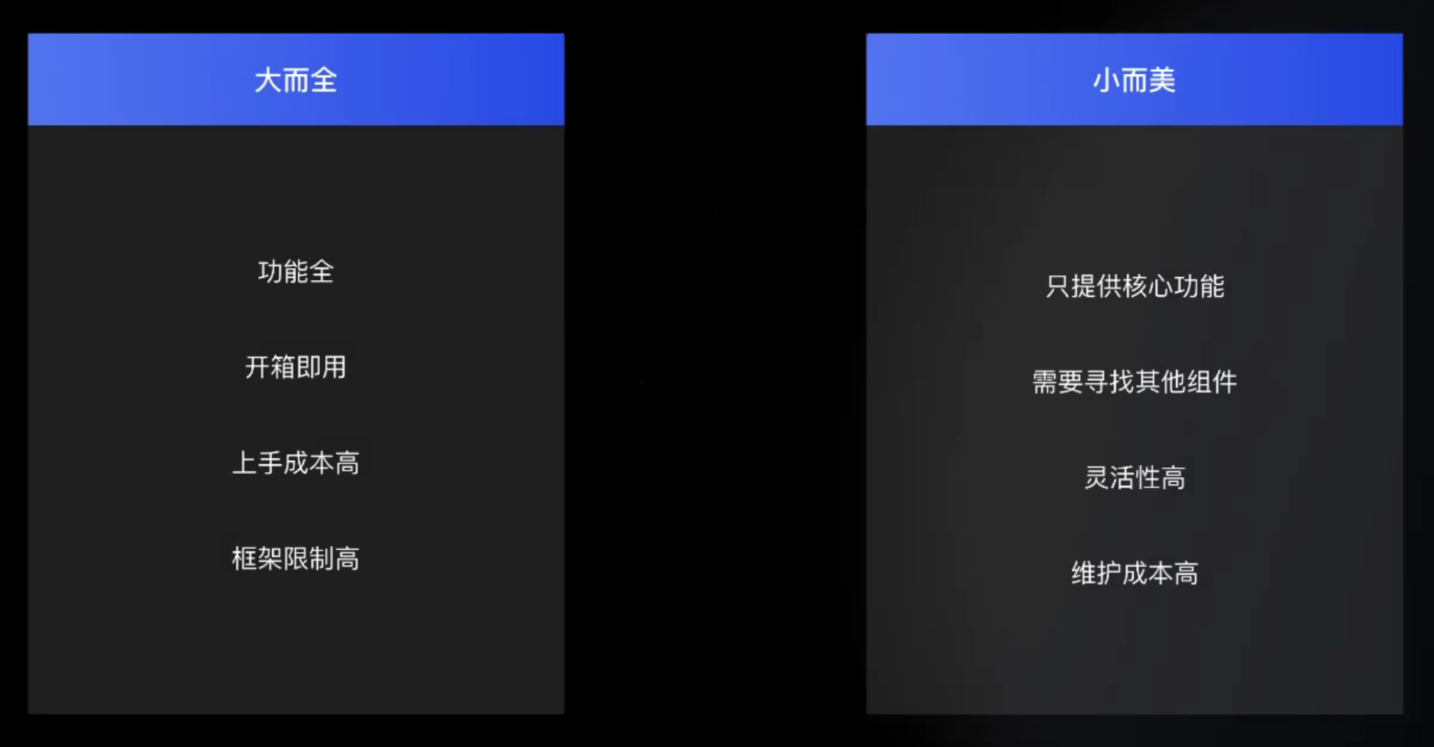 大而全
功能全
开箱即用
上手成本高
框架限制高
小而美
只提供核心功能
需要寻找其他组件
灵活性高
维护成本高